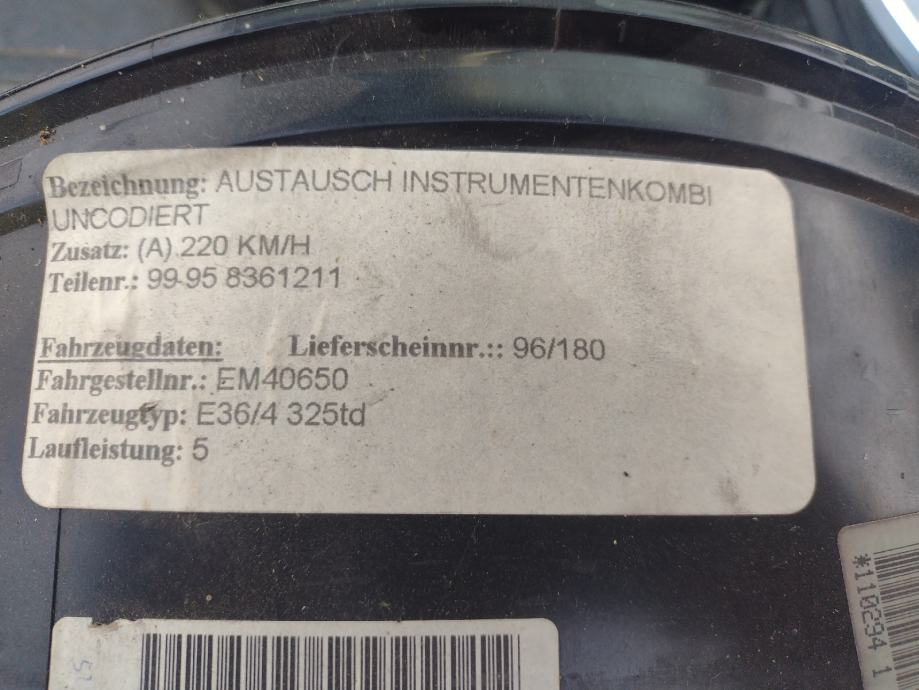 Bezeichnung: AUSTAUSCH INSTRUMENTENKOMBI
UNCODIERT
Zusatz: (A) 220 KM/H
Teilenr.: 99-95 8361211
Fahrzeugdaten: Lieferscheinnr.:: 96/180
Fahrgestellnr.: EM40650
Fahrzeugtyp: E36/4 325td
Laufleistung: 5
*110294 1